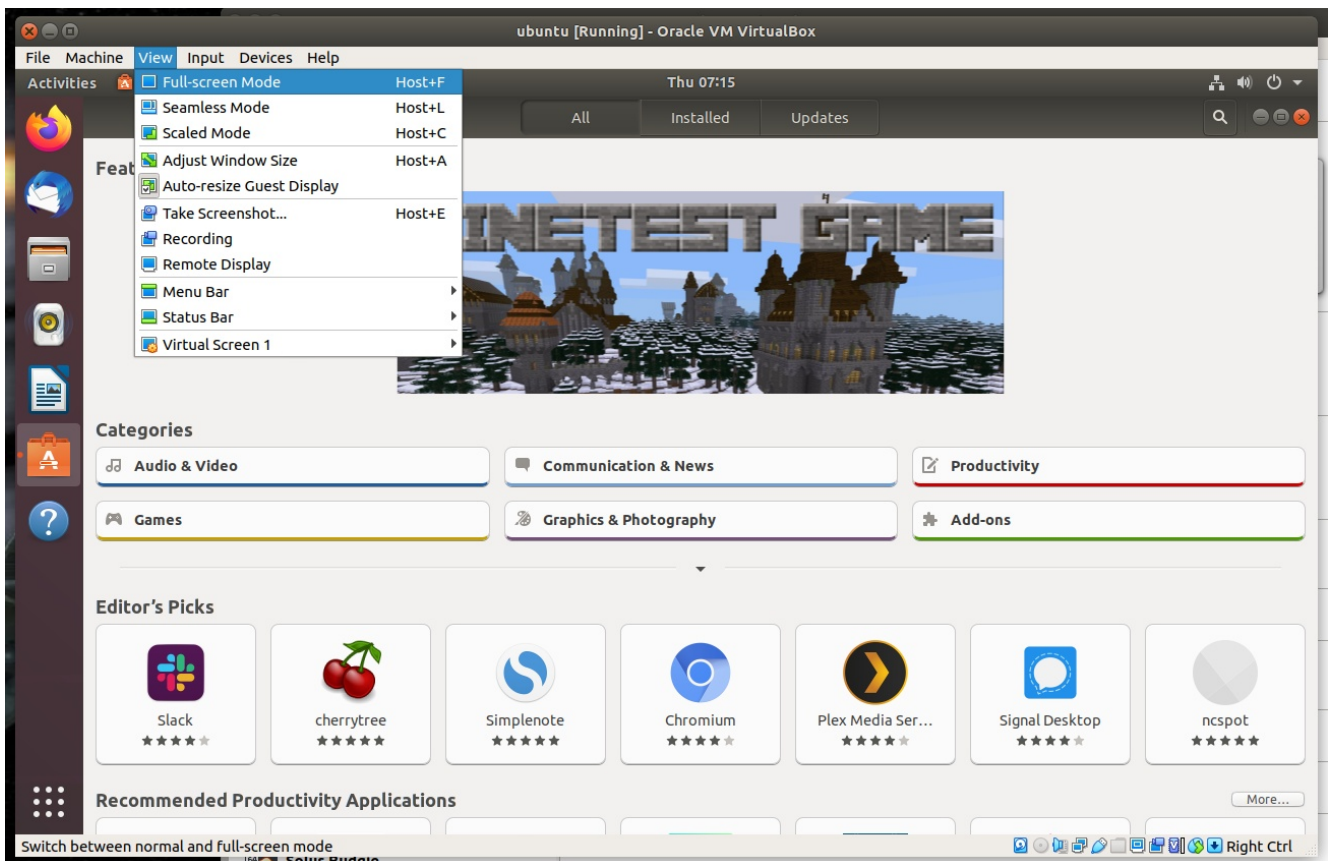 ubuntu [Running] - Oracle VM VirtualBox
File Machine View Input Devices Help
Activities Thu 07:15
Full-screen Mode Host+F
Seamless Mode Host+L
Scaled Mode Host+C
Adjust Window Size Host+A
Auto-resize Guest Display
Take Screenshot... Host+E
Recording
Remote Display
Menu Bar
Status Bar
Virtual Screen 1
All Installed Updates
Feat
INETEST GAME
Categories
Audio & Video Communication & News Productivity
Games Graphics & Photography Add-ons
Editor's Picks
Slack cherrytree Simplenote Chromium Plex Media Ser... Signal Desktop ncspot
Recommended Productivity Applications More...
Switch between normal and full-screen mode Right Ctrl